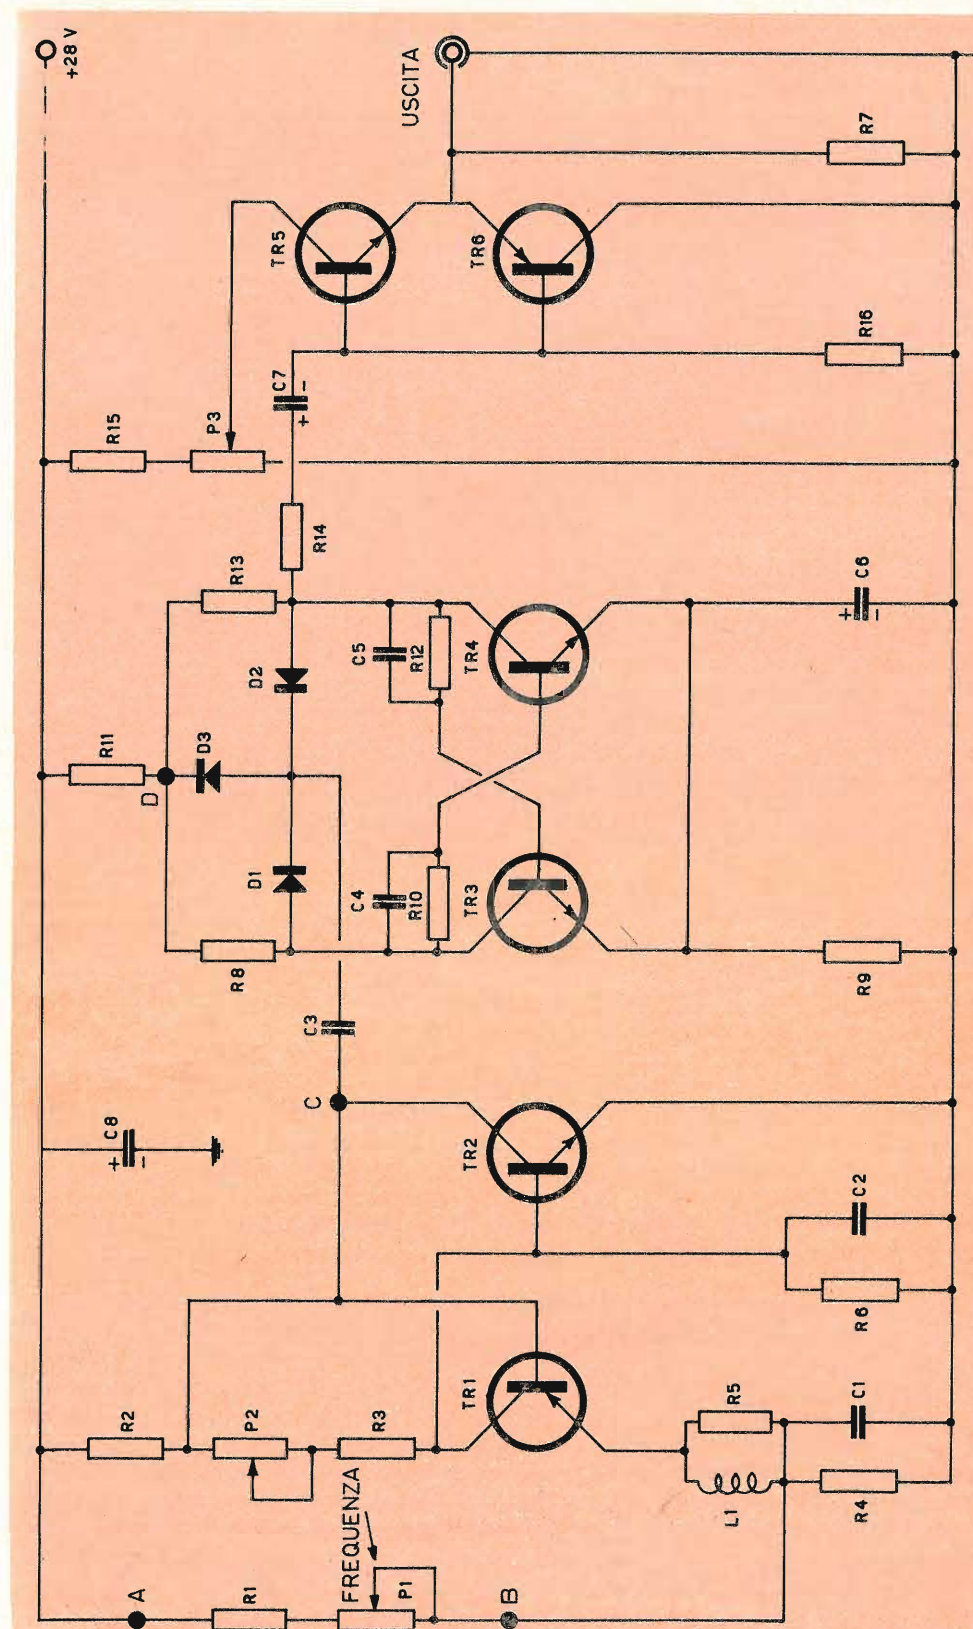 +28 V
USCITA
R7
TR5
TR6
R16
C7
+
-
P3
R15
R14
R13
D2
C5
R12
TR4
C6
+
-
R11
D
D3
D1
C4
R10
TR3
R8
R9
C3
C
C8
+
-
TR2
C2
R6
R2
P2
R3
TR1
R5
C1
L1
R4
FREQUENZA
A
R1
P1
B